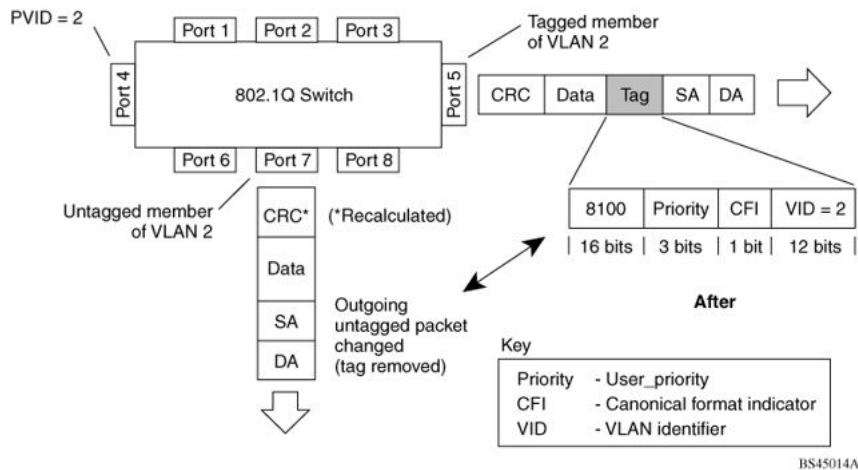 PVID = 2
Port 1
Port 2
Port 3
Tagged member
of VLAN 2
Port 4
802.1Q Switch
Port 5
CRC
Data
Tag
SA
DA
Port 6
Port 7
Port 8
Untagged member
of VLAN 2
CRC*
(*Recalculated)
Data
SA
DA
8100
Priority
CFI
VID = 2
16 bits
3 bits
1 bit
12 bits
Outgoing
untagged packet
changed
(tag removed)
After
Key
Priority - User_priority
CFI - Canonical format indicator
VID - VLAN identifier
BS45014A